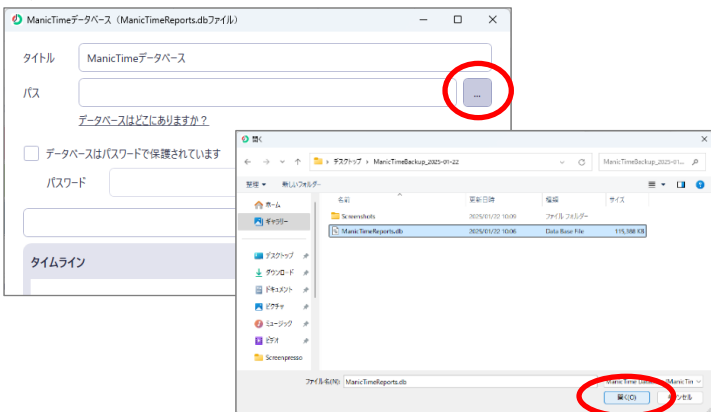 ManicTimeデータベース（ManicTimeReports.dbファイル）
タイトル
ManicTimeデータベース
パス
...
データベースはどこにありますか？
データベースはパスワードで保護されています
パスワード
タイムライン
開く
デスクトップ › ManicTimeBackup_2025-01-22
ManicTimeBackup_2025-01...
整理
新しいフォルダー
名前
更新日時
種類
サイズ
ホーム
ギャラリー
デスクトップ
ダウンロード
ドキュメント
ピクチャ
ミュージック
ビデオ
Screenpresso
Screenshots
2025/01/22 10:09
ファイル フォルダー
ManicTimeReports.db
2025/01/22 10:06
Data Base File
ファイル名(N):
ManicTimeReports.db
開く(O)